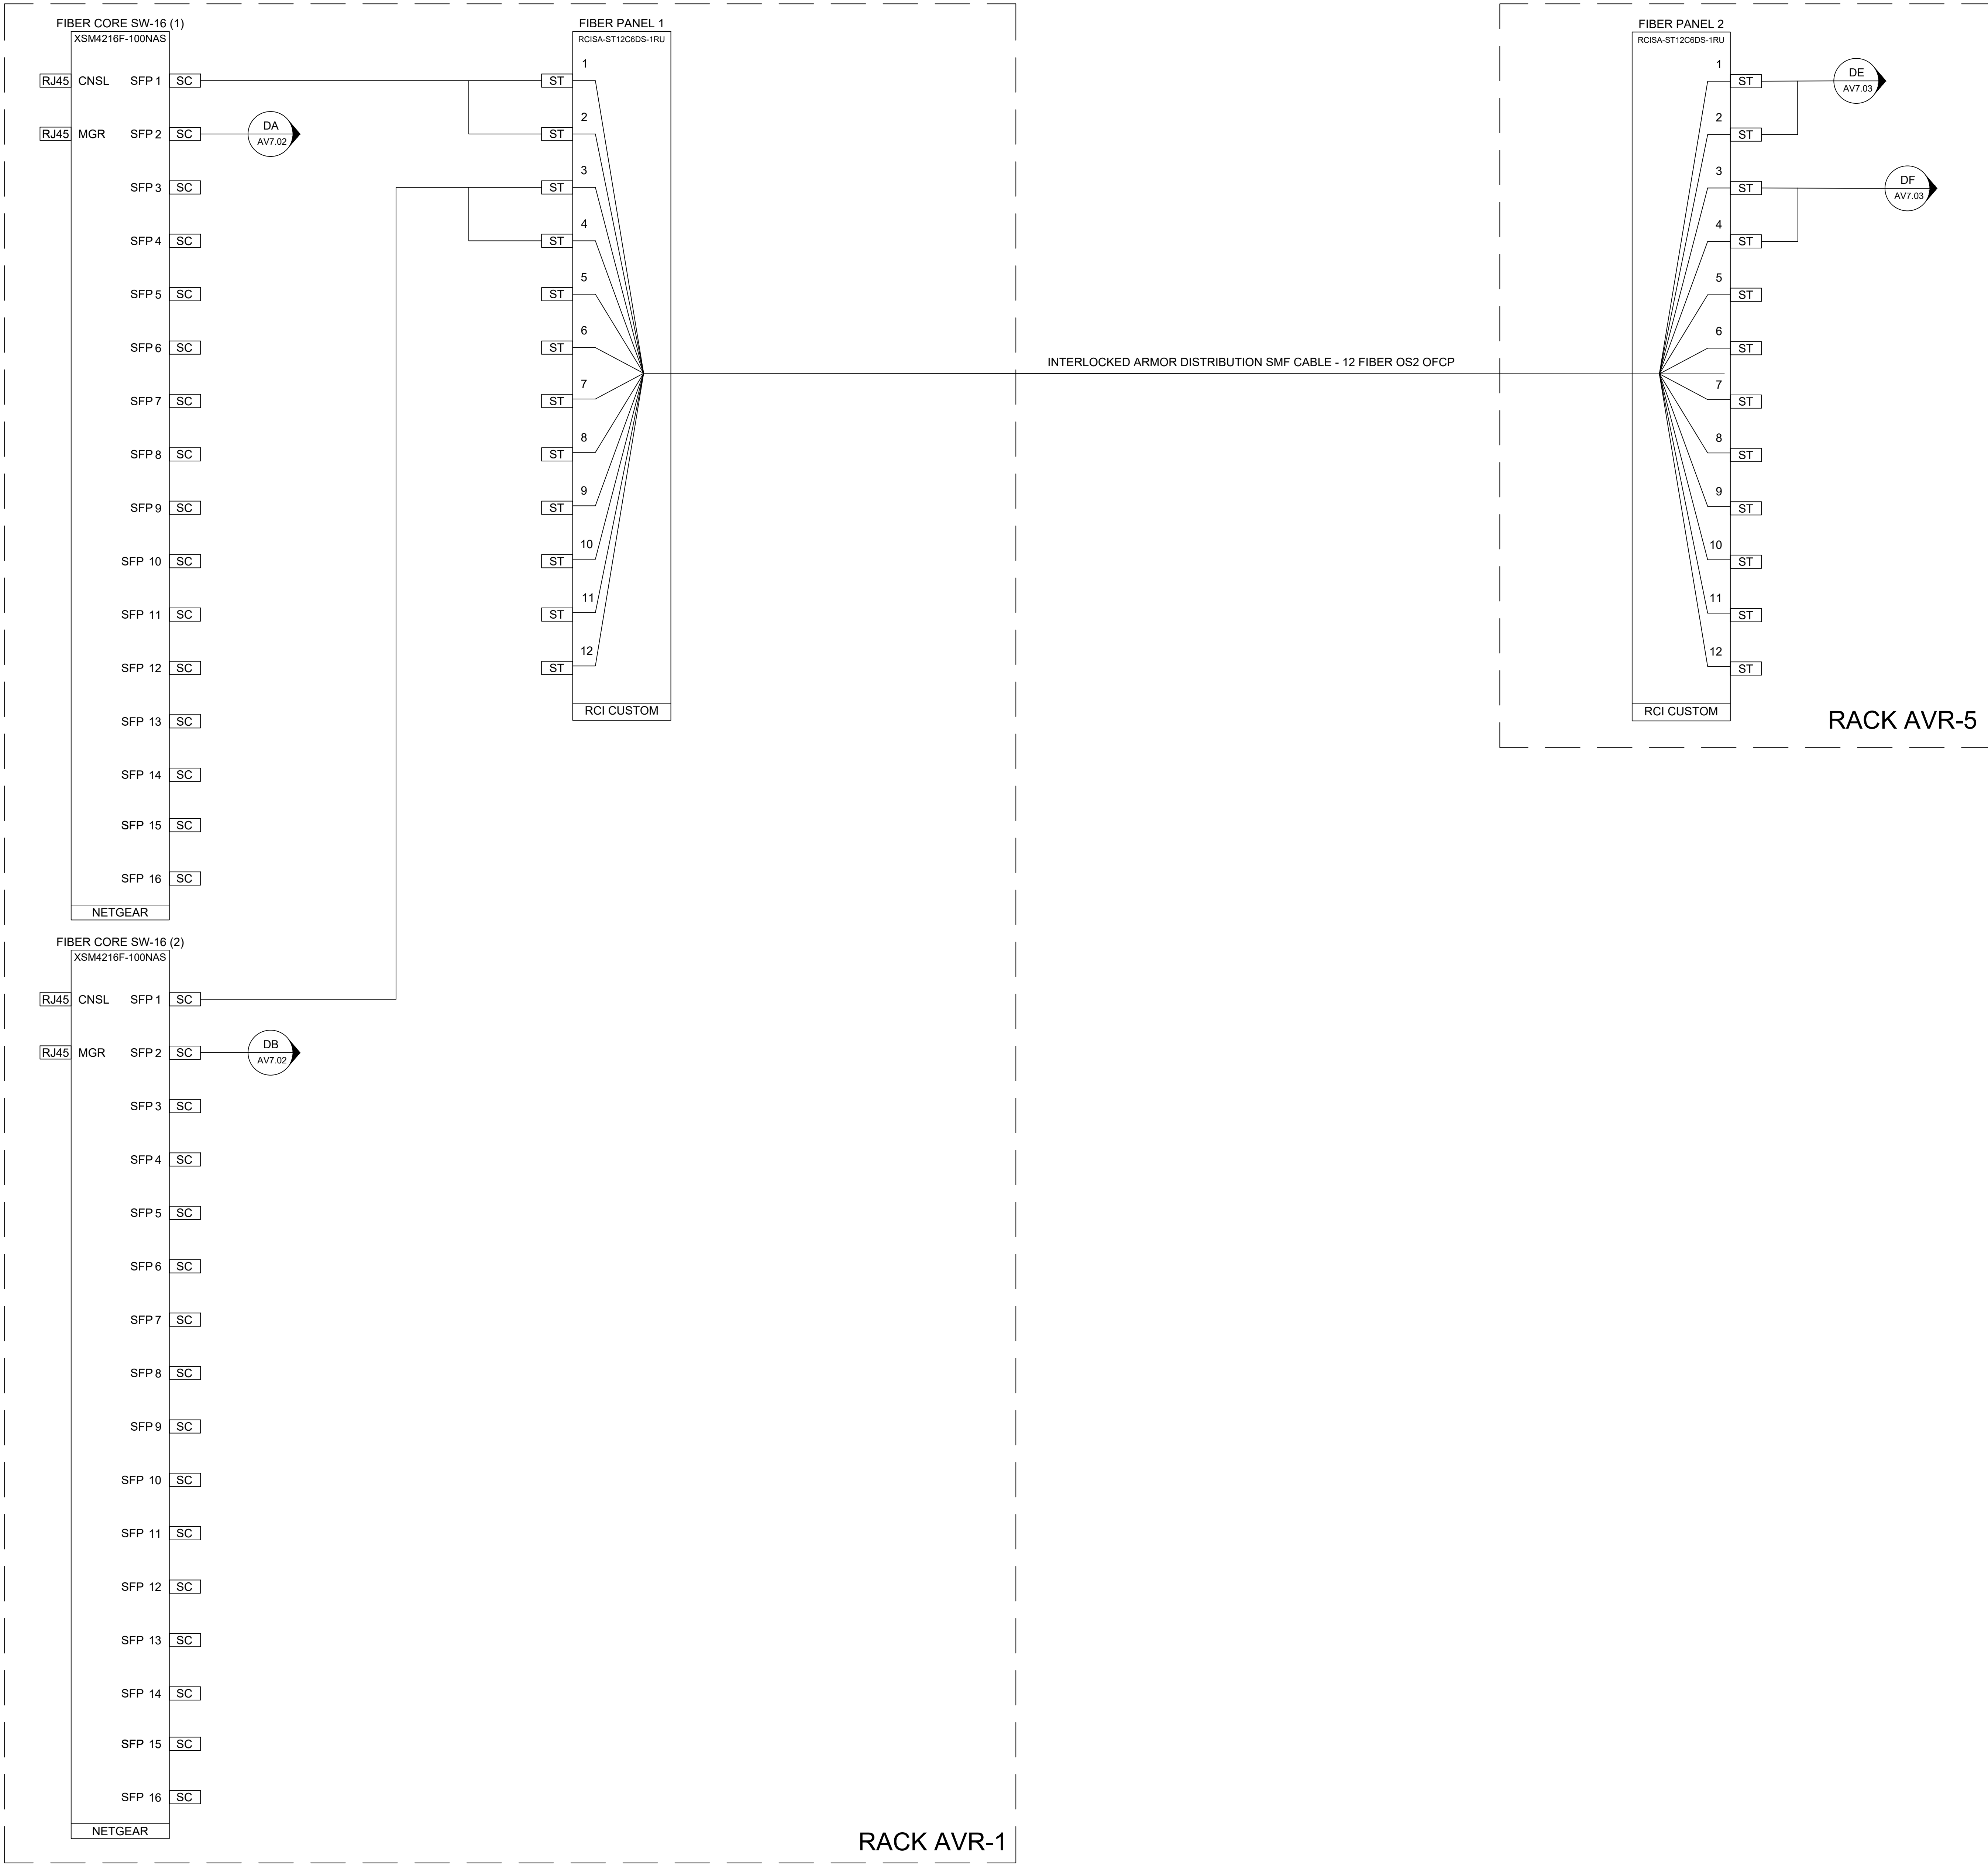 FIBER CORE SW-16 (1)
XSM4216F-100NAS
RJ45 CNSL SFP 1 SC
RJ45 MGR SFP 2 SC
DA
AV7.02
SFP 3 SC
SFP 4 SC
SFP 5 SC
SFP 6 SC
SFP 7 SC
SFP 8 SC
SFP 9 SC
SFP 10 SC
SFP 11 SC
SFP 12 SC
SFP 13 SC
SFP 14 SC
SFP 15 SC
SFP 16 SC
NETGEAR
FIBER CORE SW-16 (2)
XSM4216F-100NAS
RJ45 CNSL SFP 1 SC
RJ45 MGR SFP 2 SC
DB
AV7.02
SFP 3 SC
SFP 4 SC
SFP 5 SC
SFP 6 SC
SFP 7 SC
SFP 8 SC
SFP 9 SC
SFP 10 SC
SFP 11 SC
SFP 12 SC
SFP 13 SC
SFP 14 SC
SFP 15 SC
SFP 16 SC
NETGEAR
FIBER PANEL 1
RCISA-ST12C6DS-1RU
1
ST
2
ST
3
ST
4
ST
5
ST
6
ST
7
ST
8
ST
9
ST
10
ST
11
ST
12
ST
RCI CUSTOM
RACK AVR-1
INTERLOCKED ARMOR DISTRIBUTION SMF CABLE - 12 FIBER OS2 OFCP
FIBER PANEL 2
RCISA-ST12C6DS-1RU
1
ST
DE
AV7.03
2
ST
3
ST
DF
AV7.03
4
ST
5
ST
6
ST
7
ST
8
ST
9
ST
10
ST
11
ST
12
ST
RCI CUSTOM
RACK AVR-5